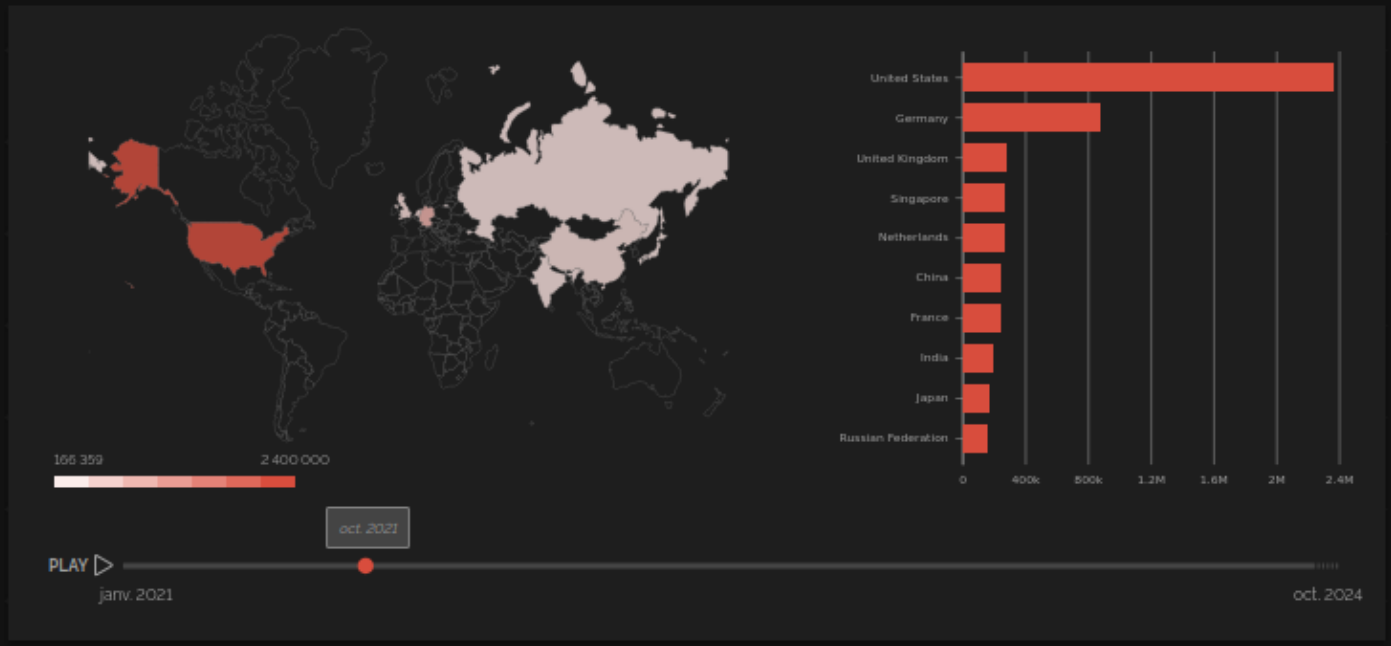 United States
Germany
United Kingdom
Singapore
Netherlands
China
France
India
Japan
Russian Federation
0 400k 800k 1.2M 1.6M 2M 2.4M
166 359 2 400 000
oct. 2021
PLAY
janv. 2021 oct. 2024